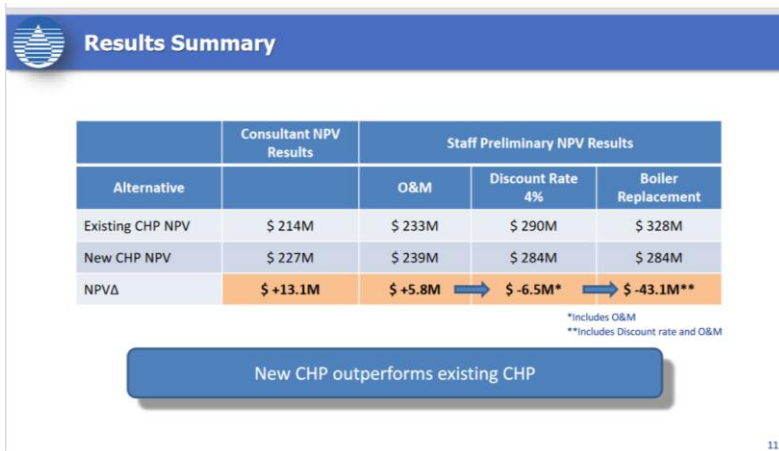 Results Summary
Consultant NPV
Results
Staff Preliminary NPV Results
Alternative
O&M
Discount Rate
4%
Boiler
Replacement
Existing CHP NPV $ 214M $ 233M $ 290M $ 328M
New CHP NPV $ 227M $ 239M $ 284M $ 284M
NPVΔ $ +13.1M $ +5.8M $ -6.5M* $ -43.1M**
*Includes O&M
**Includes Discount rate and O&M
New CHP outperforms existing CHP
11